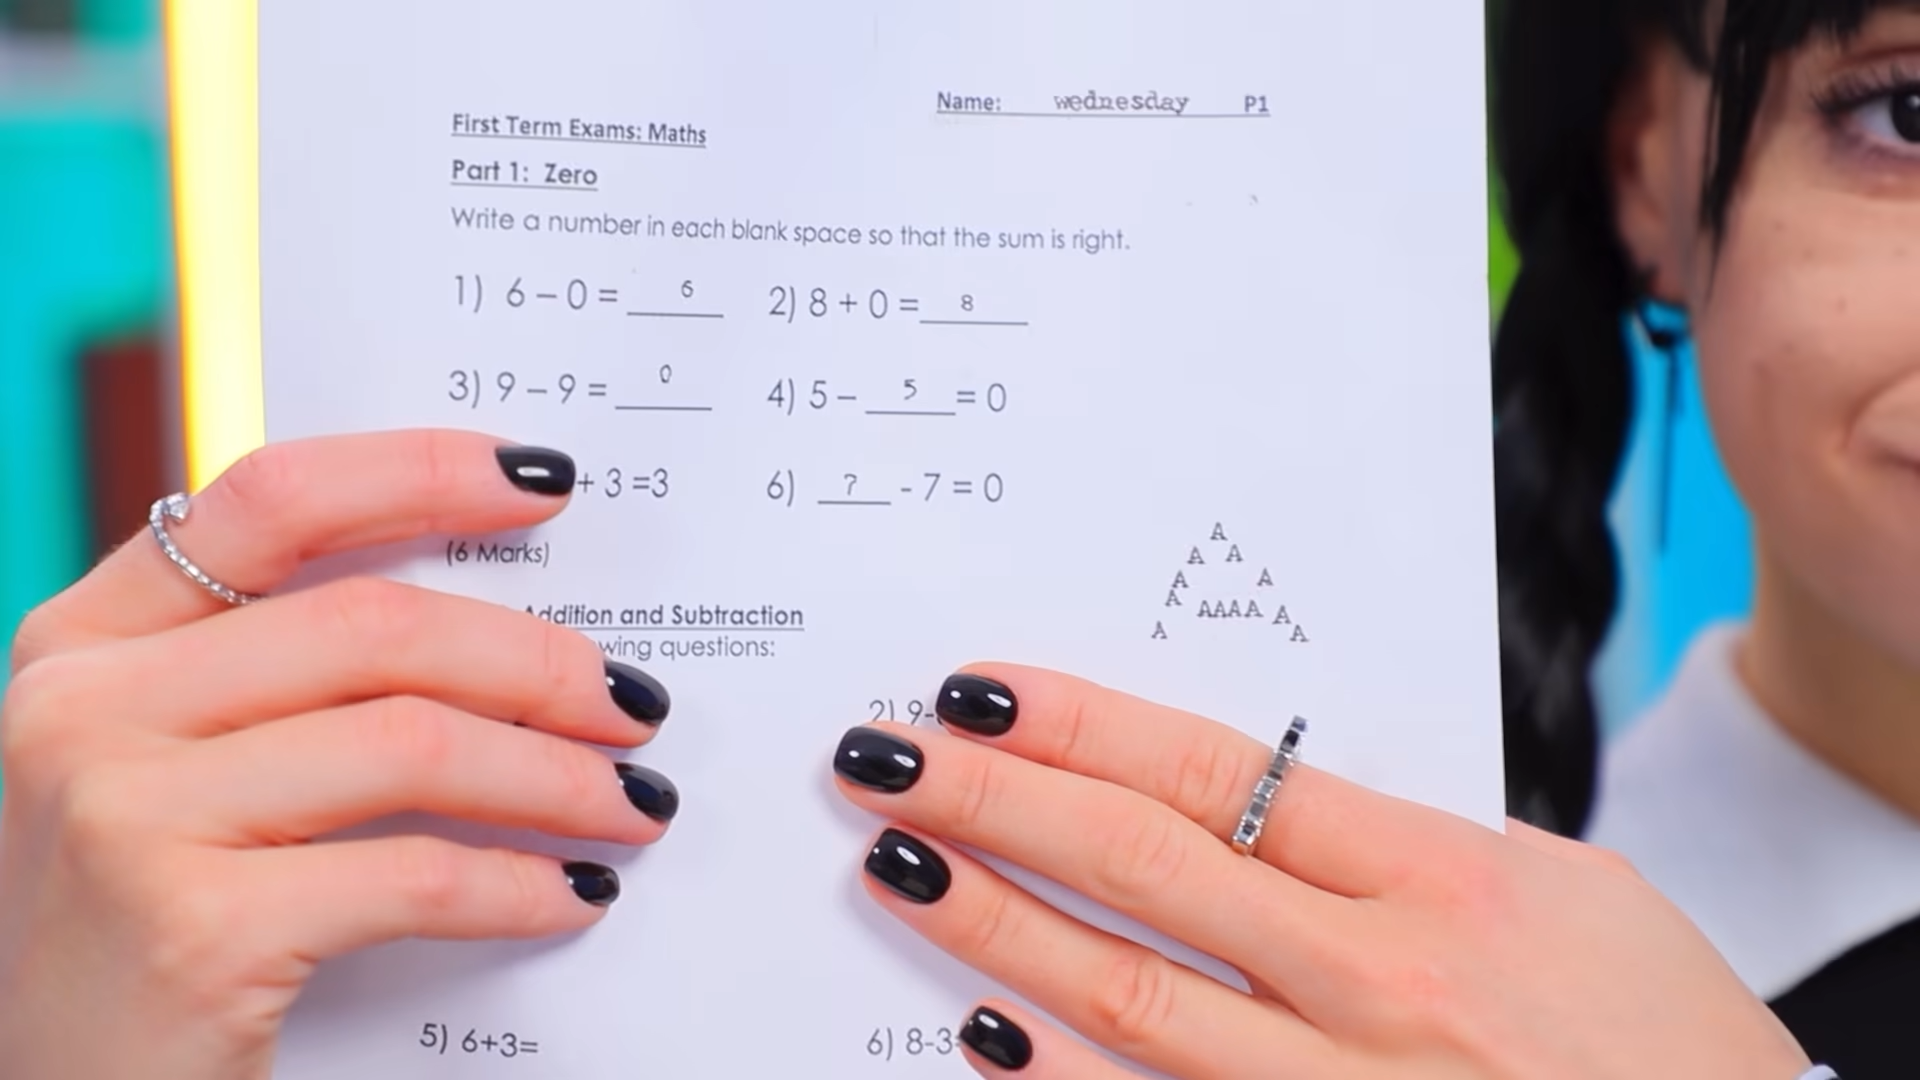 Name: wednesday P1
First Term Exams: Maths
Part 1: Zero
Write a number in each blank space so that the sum is right.
1) 6 – 0 = 6 2) 8 + 0 = 8
3) 9 – 9 = 0 4) 5 – 5 = 0
+ 3 =3 6) ? - 7 = 0
(6 Marks)
A
A A
A A
A AAAA A
A A
Addition and Subtraction
questions:
2) 9-
5) 6+3= 6) 8-3